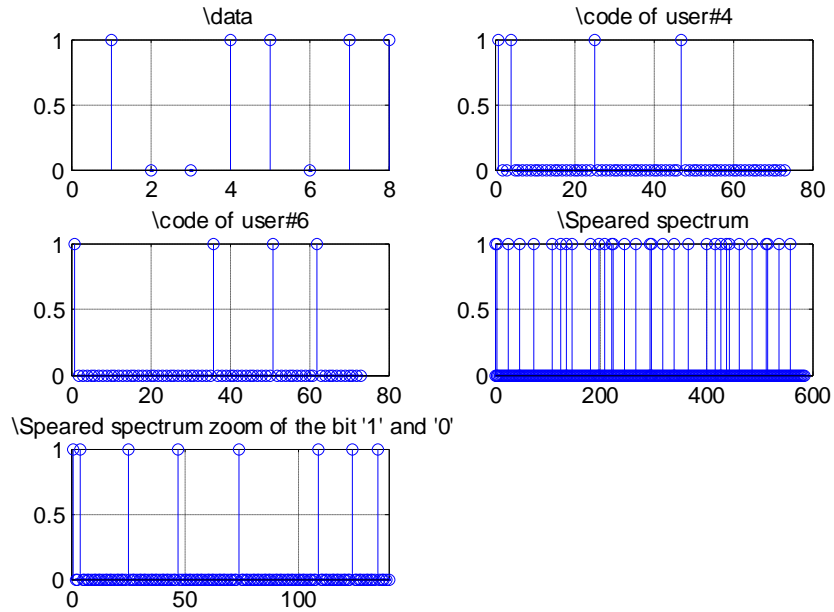 \data
\code of user#4
1
0.5
0
0 2 4 6 8
1
0.5
0
0 20 40 60 80
\code of user#6
\Speared spectrum
1
0.5
0
0 20 40 60 80
1
0.5
0
0 200 400 600
\Speared spectrum zoom of the bit '1' and '0'
1
0.5
0
0 50 100